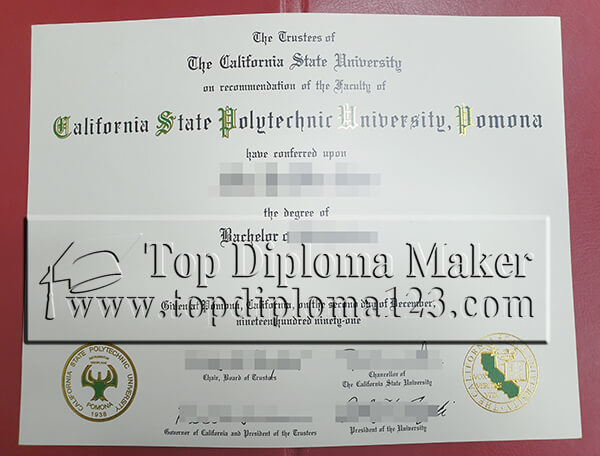 The Trustees of
The California State University
on recommendation of the Faculty of
California State Polytechnic University, Pomona
have conferred upon
the degree of
Bachelor o
Top Diploma Maker
www.topdiploma123.com
Given at Pomona, California, on the second day of December,
nineteen hundred ninety-one
Chair, Board of Trustees
Chancellor of
The California State University
Governor of California and President of the Trustees
President of the University
CALIFORNIA STATE POLYTECHNIC UNIVERSITY
POMONA
1938